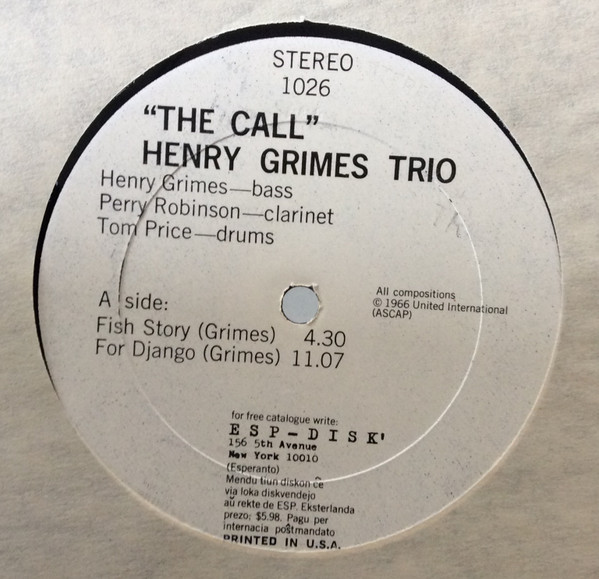 STEREO
1026
“THE CALL”
HENRY GRIMES TRIO
Henry Grimes—bass
Perry Robinson—clarinet
Tom Price—drums
A side:
Fish Story (Grimes) 4.30
For Django (Grimes) 11.07
All compositions
© 1966 United International
(ASCAP)
for free catalogue write:
ESP-DISK'
156 5th Avenue
New York 10010
(Esperanto)
Mendu tiun diskon ĉe
via loka diskvendejo
aŭ rekte de ESP. Eksterlanda
prezo: $5.98. Pagu per
internacia poŝtmandato
PRINTED IN U.S.A.